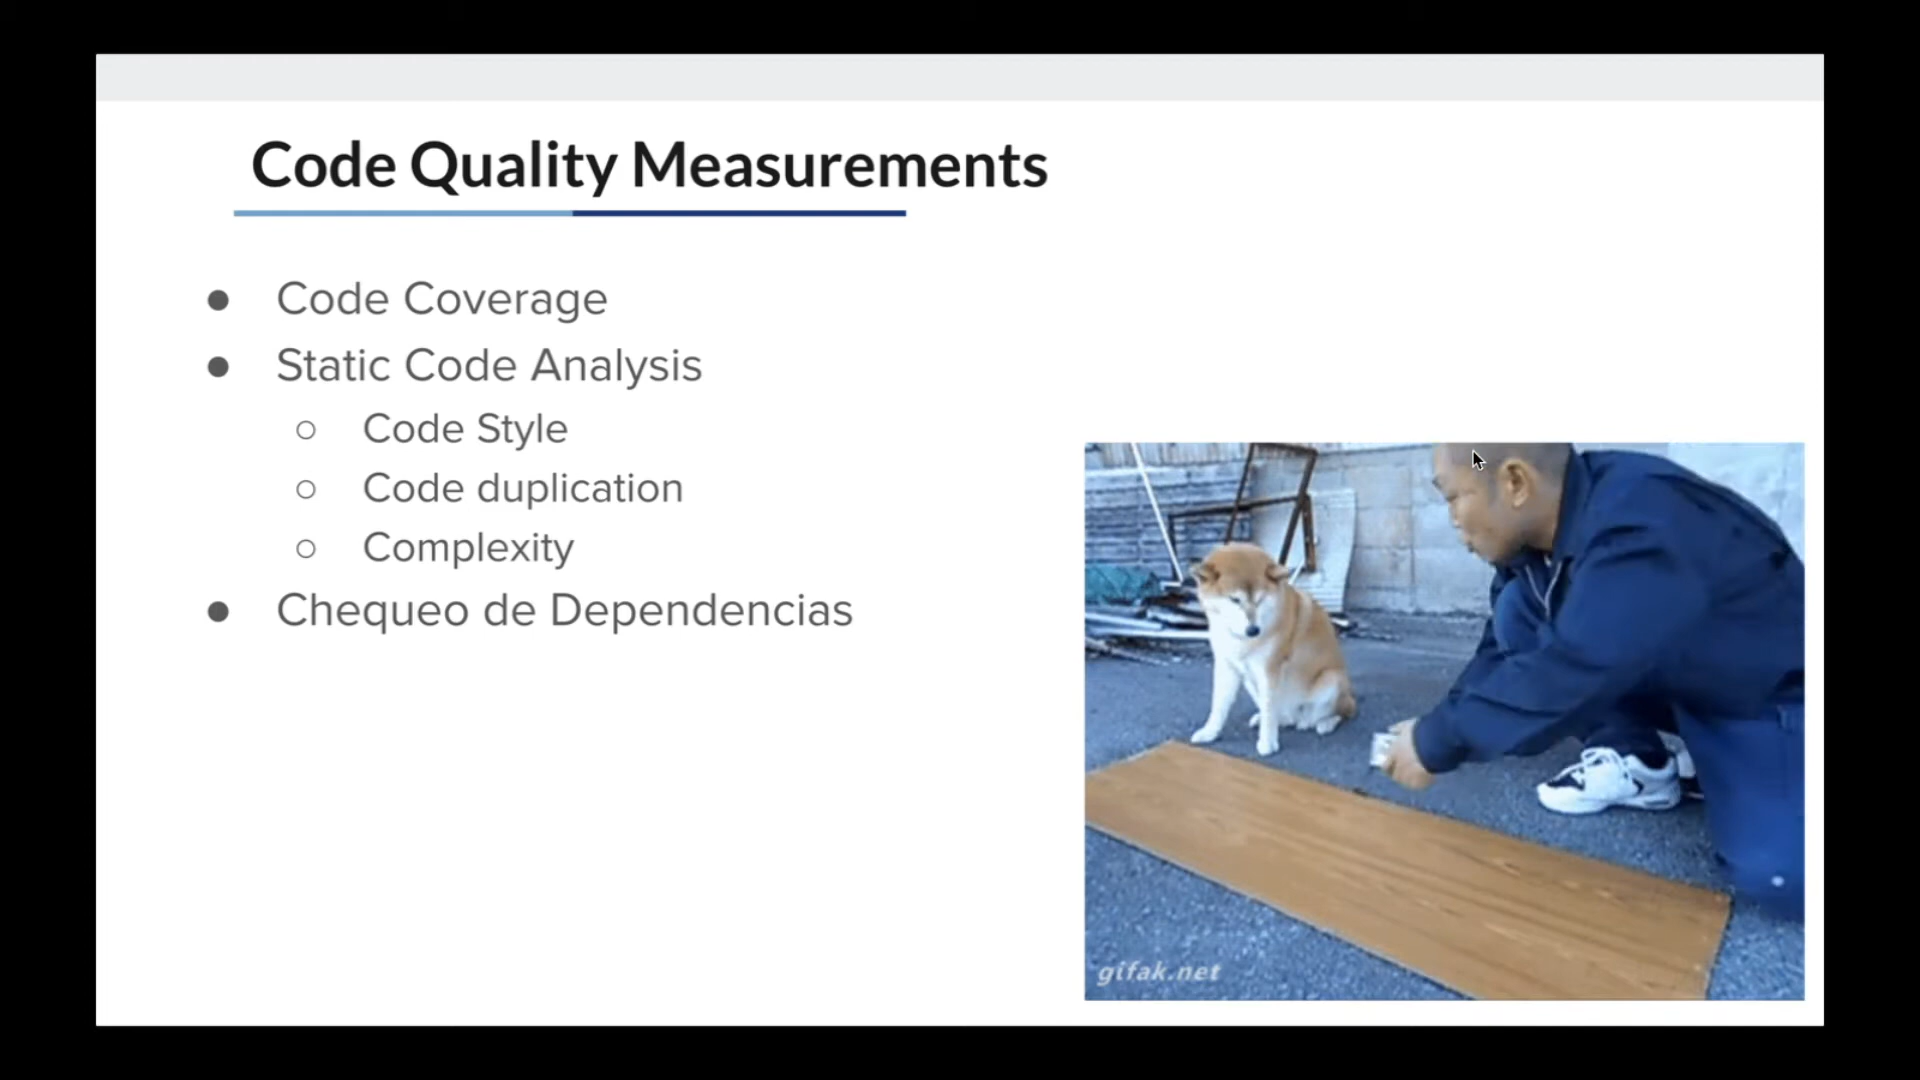 Code Quality Measurements
Code Coverage
Static Code Analysis
Code Style
Code duplication
Complexity
Chequeo de Dependencias
gifak.net